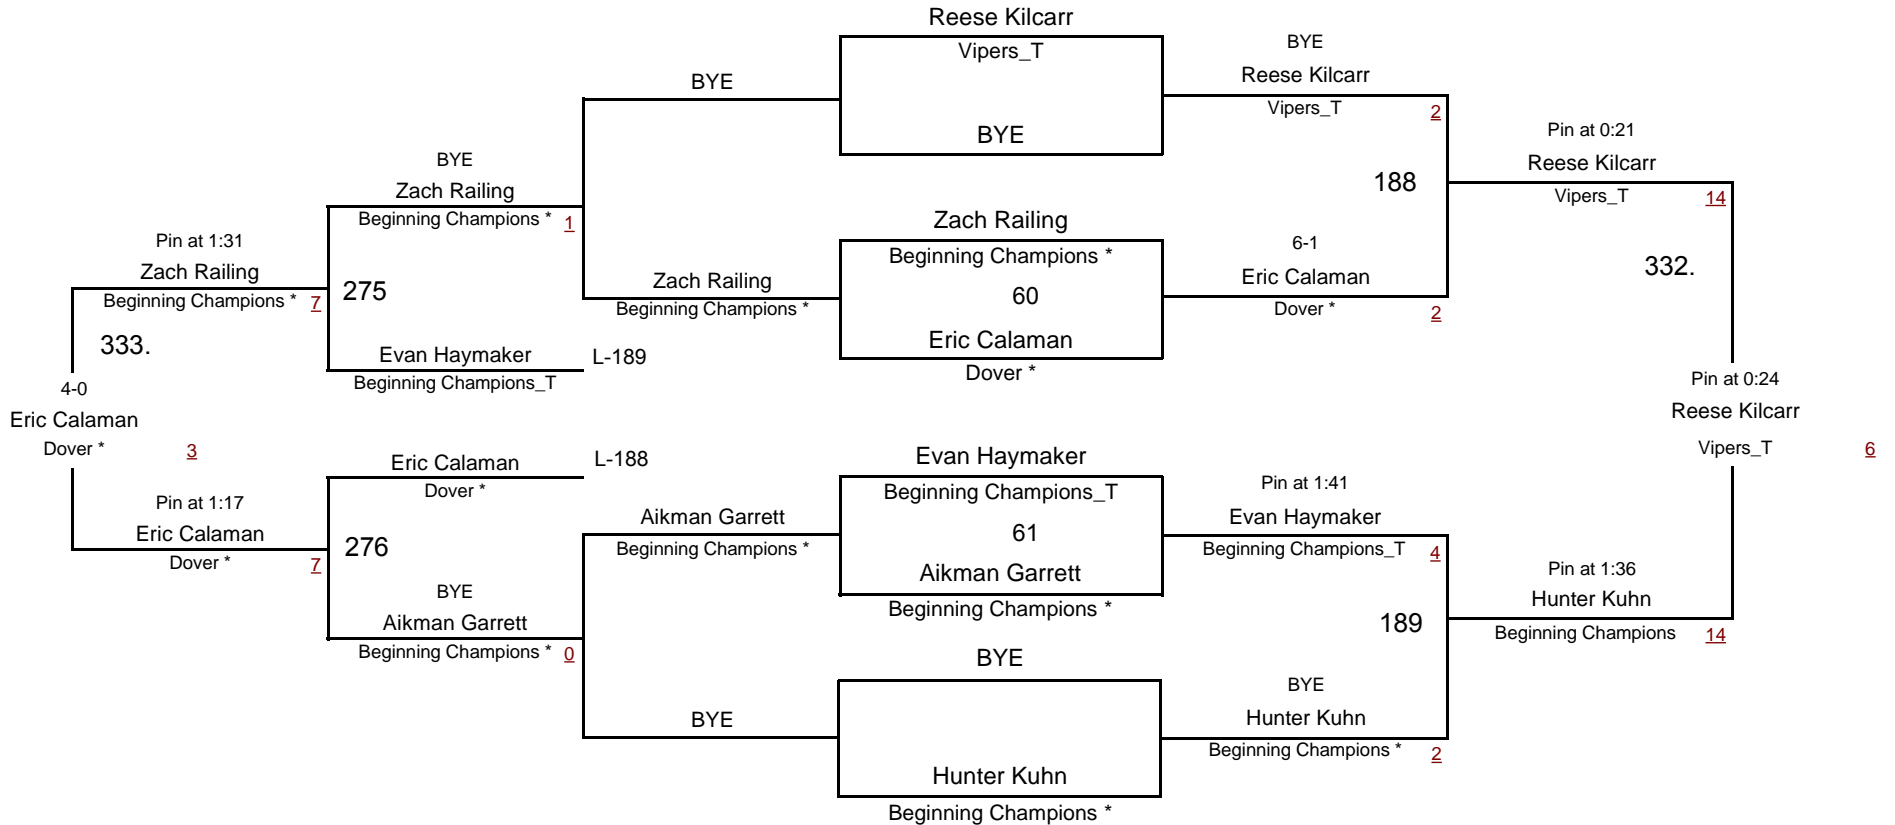 Reese Kilcarr
Vipers_T
BYE
BYE
Reese Kilcarr
Vipers_T
2
BYE
Pin at 0:21
Reese Kilcarr
Vipers_T
14
188
BYE
Zach Railing
Beginning Champions *
1
Zach Railing
Beginning Champions *
60
Eric Calaman
Dover *
6-1
Eric Calaman
Dover *
2
332.
Pin at 1:31
Zach Railing
Beginning Champions *
7
275
Zach Railing
Beginning Champions *
333.
Evan Haymaker
Beginning Champions_T
L-189
4-0
Eric Calaman
Dover *
3
Pin at 0:24
Reese Kilcarr
Vipers_T
6
Eric Calaman
Dover *
L-188
Evan Haymaker
Beginning Champions_T
61
Aikman Garrett
Beginning Champions *
Pin at 1:41
Evan Haymaker
Beginning Champions_T
4
Pin at 1:17
Eric Calaman
Dover *
7
276
Aikman Garrett
Beginning Champions *
BYE
Aikman Garrett
Beginning Champions *
0
189
Pin at 1:36
Hunter Kuhn
Beginning Champions
14
BYE
BYE
Hunter Kuhn
Beginning Champions *
BYE
Hunter Kuhn
Beginning Champions *
2